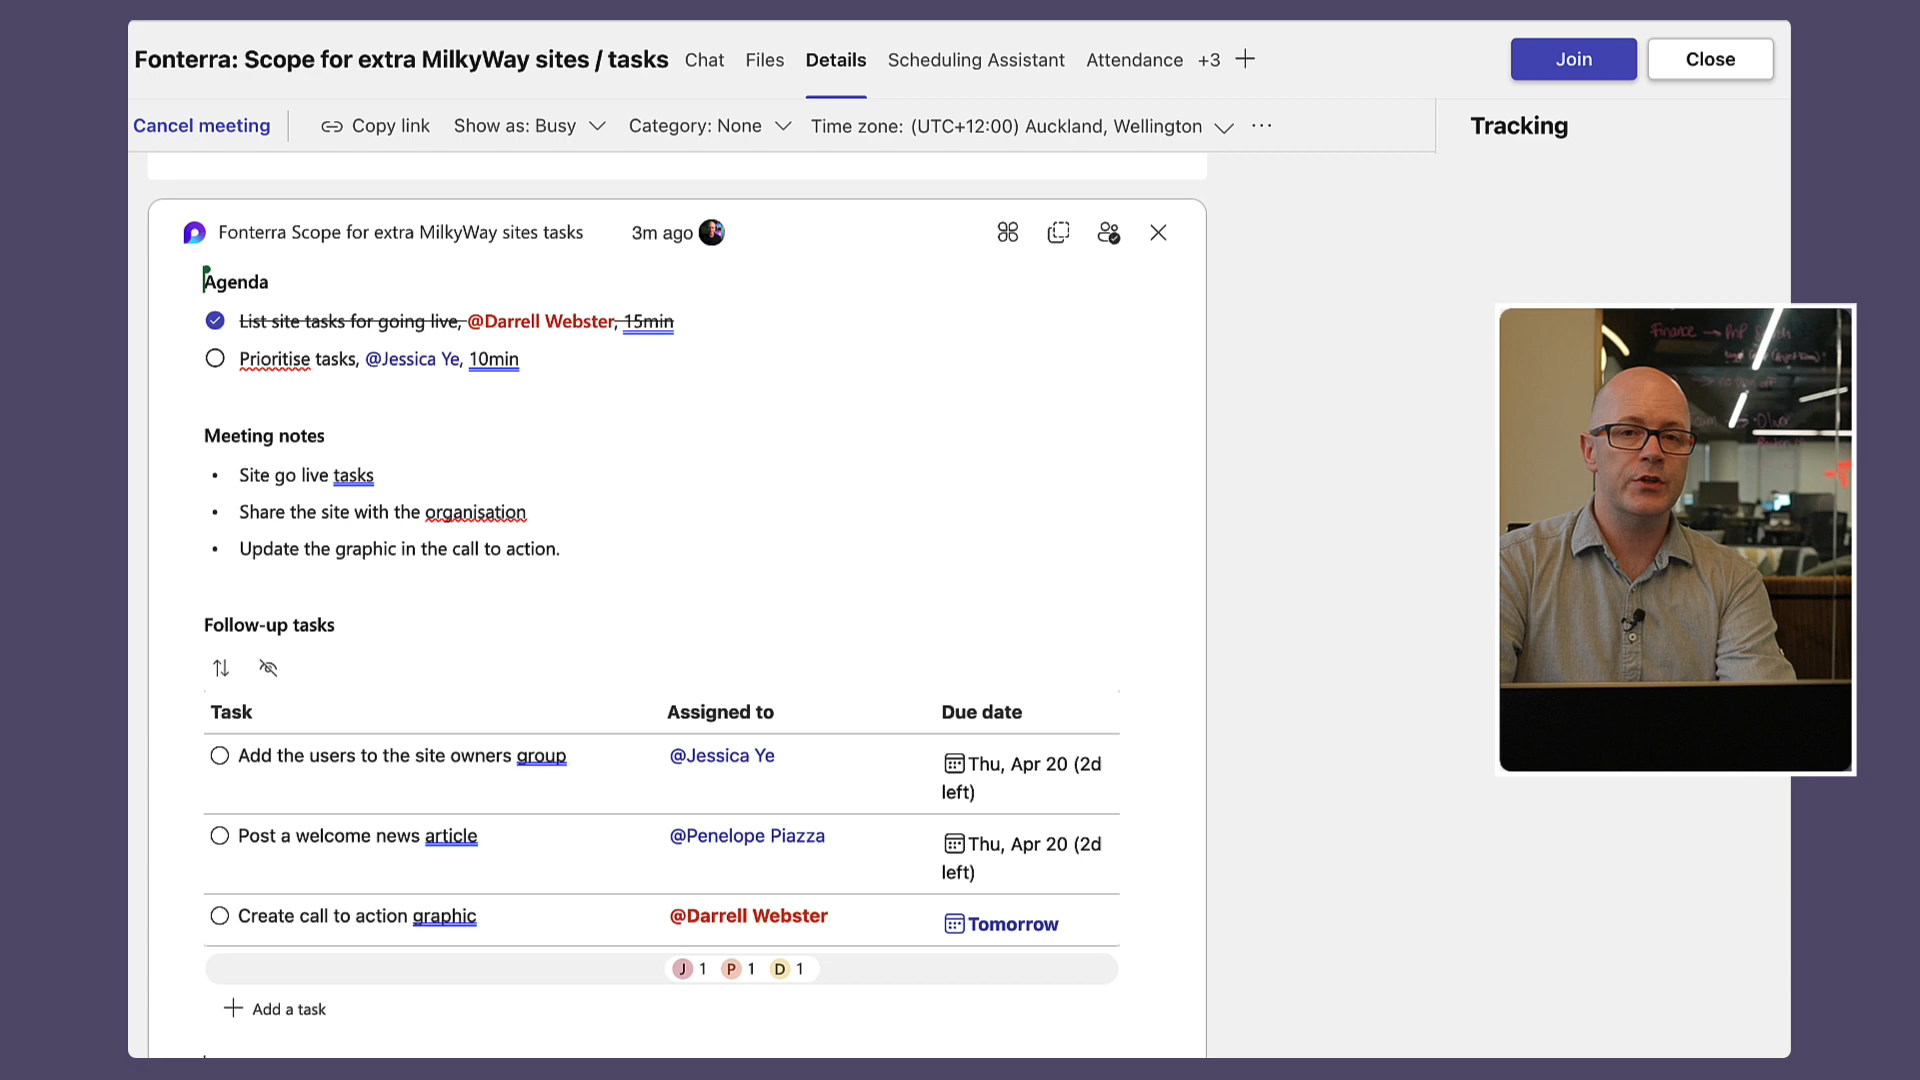 Fonterra: Scope for extra MilkyWay sites / tasks Chat Files Details Scheduling Assistant Attendance +3
Join Close
Cancel meeting Copy link Show as: Busy Category: None Time zone: (UTC+12:00) Auckland, Wellington ...
Tracking
Fonterra Scope for extra MilkyWay sites tasks 3m ago
Agenda
List site tasks for going live, @Darrell Webster, 15min
Prioritise tasks, @Jessica Ye, 10min
Meeting notes
• Site go live tasks
• Share the site with the organisation
• Update the graphic in the call to action.
Follow-up tasks
Task Assigned to Due date
Add the users to the site owners group @Jessica Ye Thu, Apr 20 (2d
left)
Post a welcome news article @Penelope Piazza Thu, Apr 20 (2d
left)
Create call to action graphic @Darrell Webster Tomorrow
J 1 P 1 D 1
Add a task
Finance